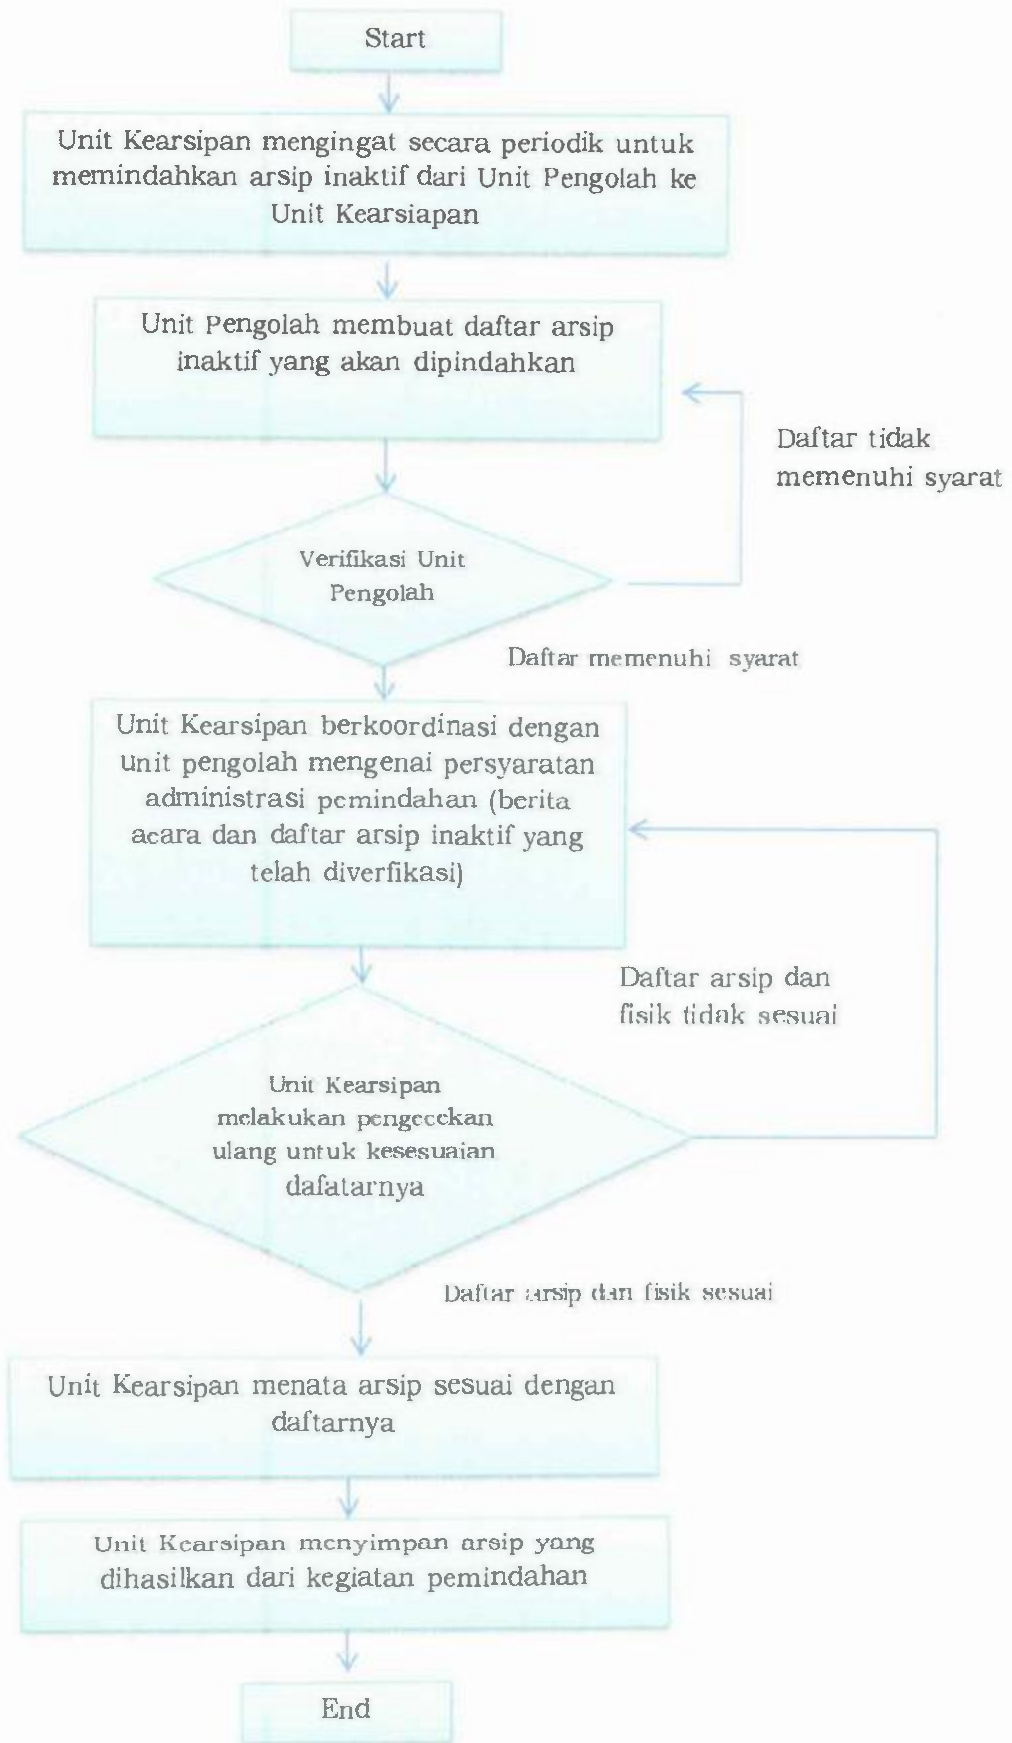 Start
Unit Kearsipan mengingat secara periodik untuk
memindahkan arsip inaktif dari Unit Pengolah ke
Unit Kearsiapan
Unit Pengolah membuat daftar arsip
inaktif yang akan dipindahkan
Daftar tidak
memenuhi syarat
Verifikasi Unit
Pengolah
Daftar memenuhi syarat
Unit Kearsipan berkoordinasi dengan
unit pengolah mengenai persyaratan
administrasi pemindahan (berita
acara dan daftar arsip inaktif yang
telah diverfikasi)
Daftar arsip dan
fisik tidak sesuai
Unit Kearsipan
melakukan pengecekan
ulang untuk kesesuaian
dafatarnya
Daftar arsip dan fisik sesuai
Unit Kearsipan menata arsip sesuai dengan
daftarnya
Unit Kearsipan menyimpan arsip yang
dihasilkan dari kegiatan pemindahan
End